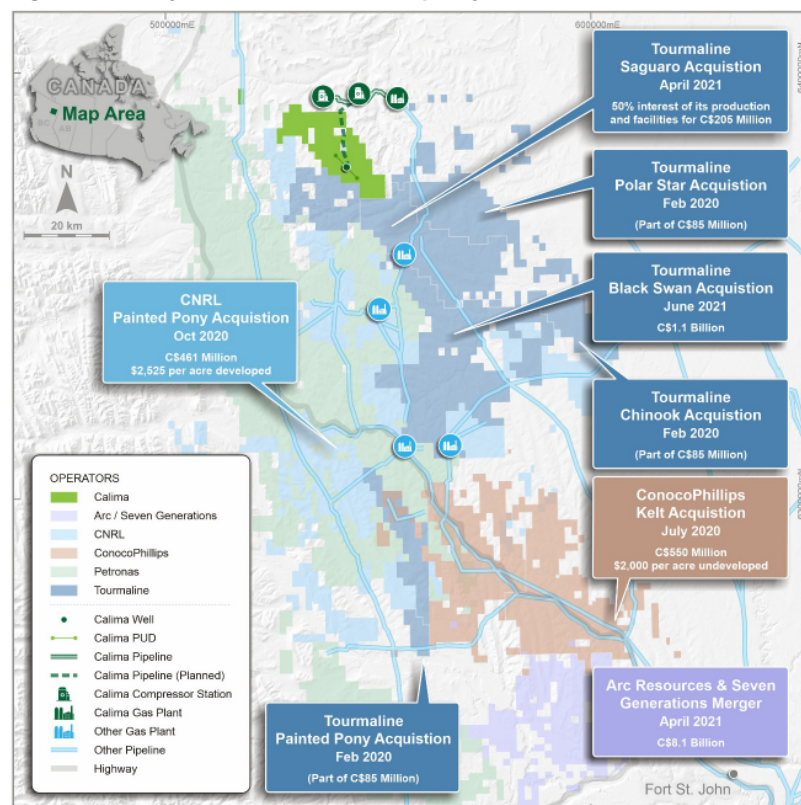 500000mE
600000mE
CANADA
Map Area
BC
AB
N
20 km
Tourmaline
Saguaro Acquistion
April 2021
50% interest of its production
and facilities for C$205 Million
Tourmaline
Polar Star Acquistion
Feb 2020
(Part of C$85 Million)
Tourmaline
Black Swan Acquistion
June 2021
C$1.1 Billion
CNRL
Painted Pony Acquistion
Oct 2020
C$461 Million
$2,525 per acre developed
Tourmaline
Chinook Acquistion
Feb 2020
(Part of C$85 Million)
ConocoPhillips
Kelt Acquistion
July 2020
C$550 Million
$2,000 per acre undeveloped
OPERATORS
Calima
Arc / Seven Generations
CNRL
ConocoPhillips
Petronas
Tourmaline
Calima Well
Calima PUD
Calima Pipeline
Calima Pipeline (Planned)
Calima Compressor Station
Calima Gas Plant
Other Gas Plant
Other Pipeline
Highway
Tourmaline
Painted Pony Acquistion
Feb 2020
(Part of C$85 Million)
Arc Resources & Seven
Generations Merger
April 2021
C$8.1 Billion
Fort St. John